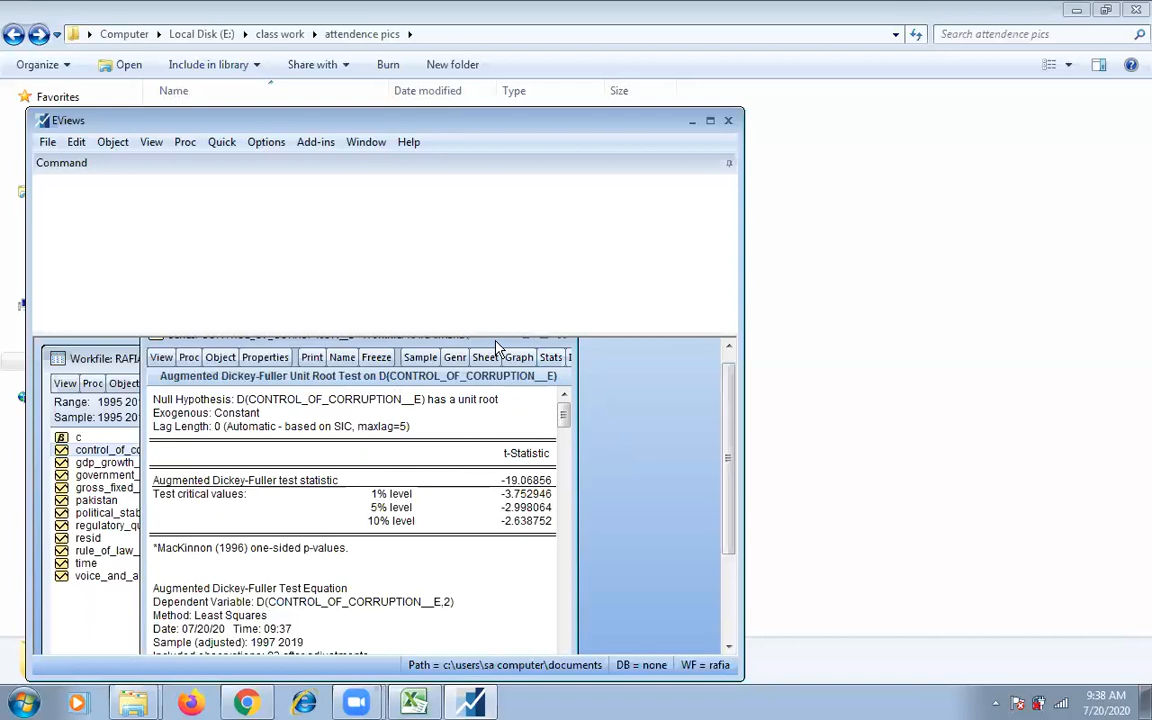 Computer Local Disk (E:) class work attendence pics
Search attendence pics
Organize Open Include in library Share with Burn New folder
Favorites Name Date modified Type Size
EViews
File Edit Object View Proc Quick Options Add-ins Window Help
Command
Workfile: RAFIA
View Proc Object
Range: 1995 20
Sample: 1995 20
c
control_of_co
gdp_growth_
government_
gross_fixed_
pakistan
political_stab
regulatory_qu
resid
rule_of_law_
time
voice_and_a
View Proc Object Properties Print Name Freeze Sample Genr Sheet Graph Stats I
Augmented Dickey-Fuller Unit Root Test on D(CONTROL_OF_CORRUPTION__E)
Null Hypothesis: D(CONTROL_OF_CORRUPTION__E) has a unit root
Exogenous: Constant
Lag Length: 0 (Automatic - based on SIC, maxlag=5)
t-Statistic
Augmented Dickey-Fuller test statistic -19.06856
Test critical values: 1% level -3.752946
5% level -2.998064
10% level -2.638752
*MacKinnon (1996) one-sided p-values.
Augmented Dickey-Fuller Test Equation
Dependent Variable: D(CONTROL_OF_CORRUPTION__E,2)
Method: Least Squares
Date: 07/20/20 Time: 09:37
Sample (adjusted): 1997 2019
Path = c:\users\sa computer\documents DB = none WF = rafia
9:38 AM
7/20/2020